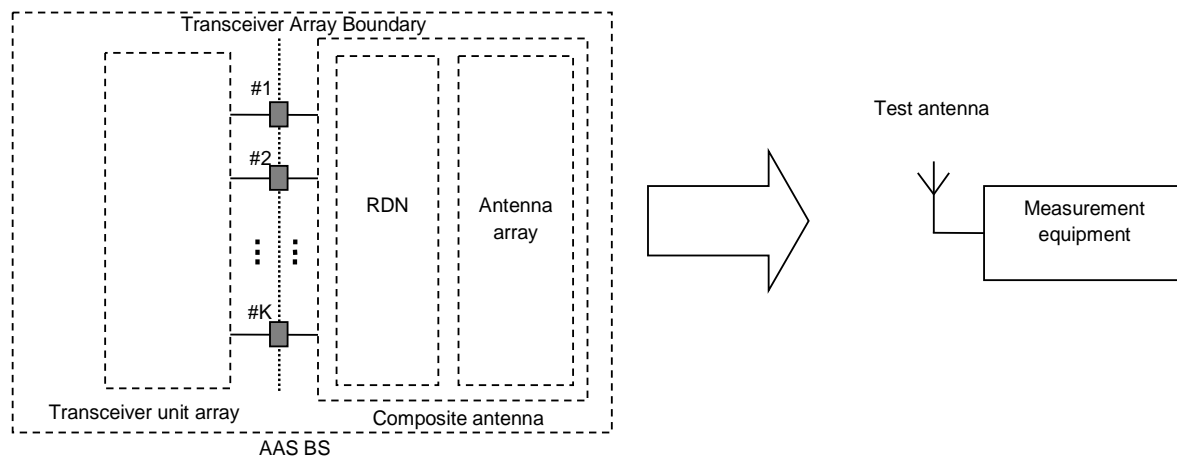 Transceiver Array Boundary
#1
#2
#K
RDN
Antenna
array
Transceiver unit array
Composite antenna
AAS BS
Test antenna
Measurement
equipment